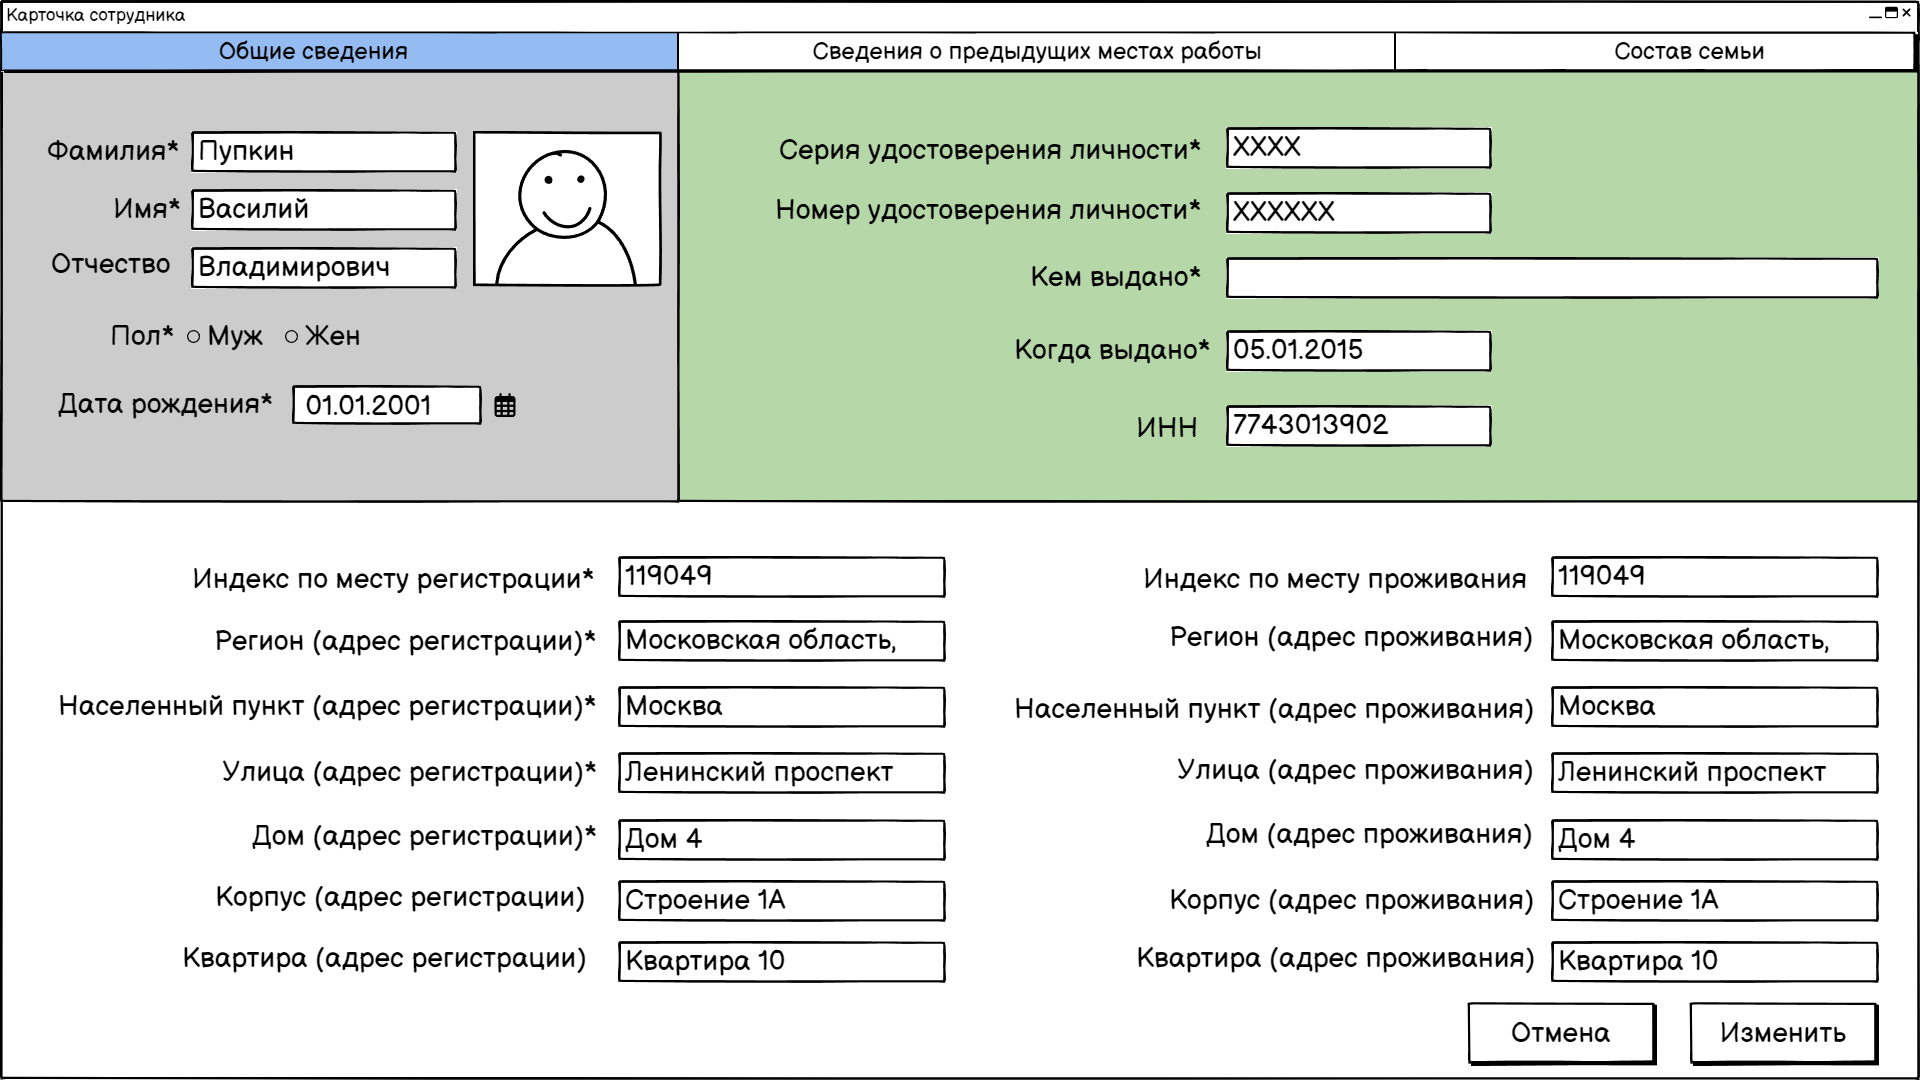 Карточка сотрудника
Общие сведения
Сведения о предыдущих местах работы
Состав семьи
Фамилия* Пупкин
Имя* Василий
Отчество Владимирович
Пол* Муж Жен
Дата рождения* 01.01.2001
Серия удостоверения личности* XXXX
Номер удостоверения личности* XXXXXX
Кем выдано*
Когда выдано* 05.01.2015
ИНН 7743013902
Индекс по месту регистрации* 119049
Регион (адрес регистрации)* Московская область,
Населенный пункт (адрес регистрации)* Москва
Улица (адрес регистрации)* Ленинский проспект
Дом (адрес регистрации)* Дом 4
Корпус (адрес регистрации) Строение 1А
Квартира (адрес регистрации) Квартира 10
Индекс по месту проживания 119049
Регион (адрес проживания) Московская область,
Населенный пункт (адрес проживания) Москва
Улица (адрес проживания) Ленинский проспект
Дом (адрес проживания) Дом 4
Корпус (адрес проживания) Строение 1А
Квартира (адрес проживания) Квартира 10
Отмена
Изменить